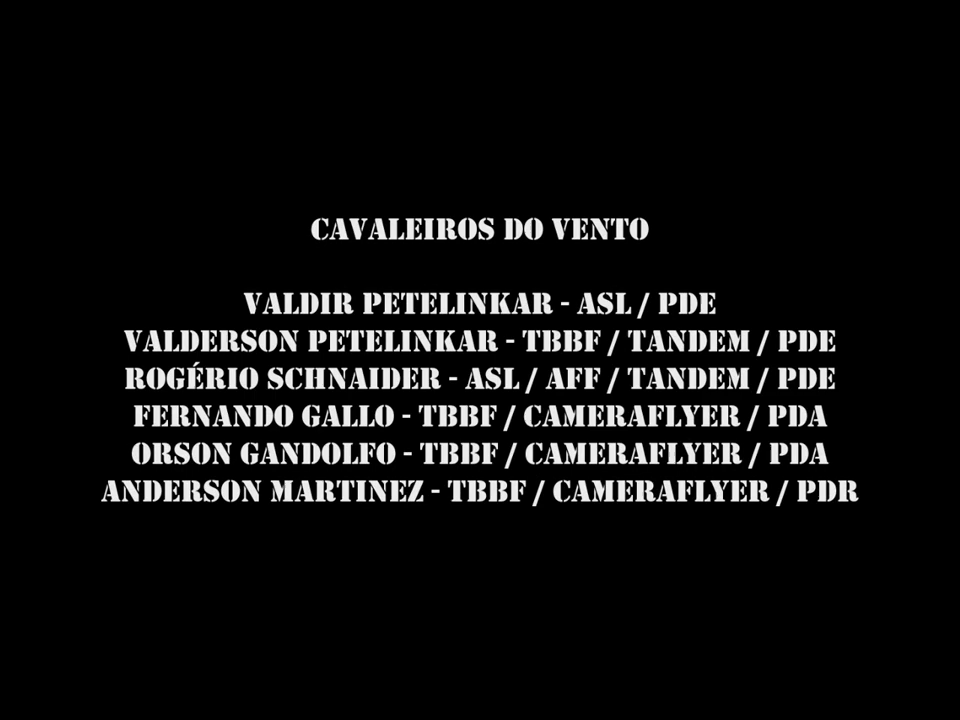 CAVALEIROS DO VENTO
VALDIR PETELINKAR - ASL / PDE
VALDERSON PETELINKAR - TBBF / TANDEM / PDE
ROGÉRIO SCHNAIDER - ASL / AFF / TANDEM / PDE
FERNANDO GALLO - TBBF / CAMERAFLYER / PDA
ORSON GANDOLFO - TBBF / CAMERAFLYER / PDA
ANDERSON MARTINEZ - TBBF / CAMERAFLYER / PDR